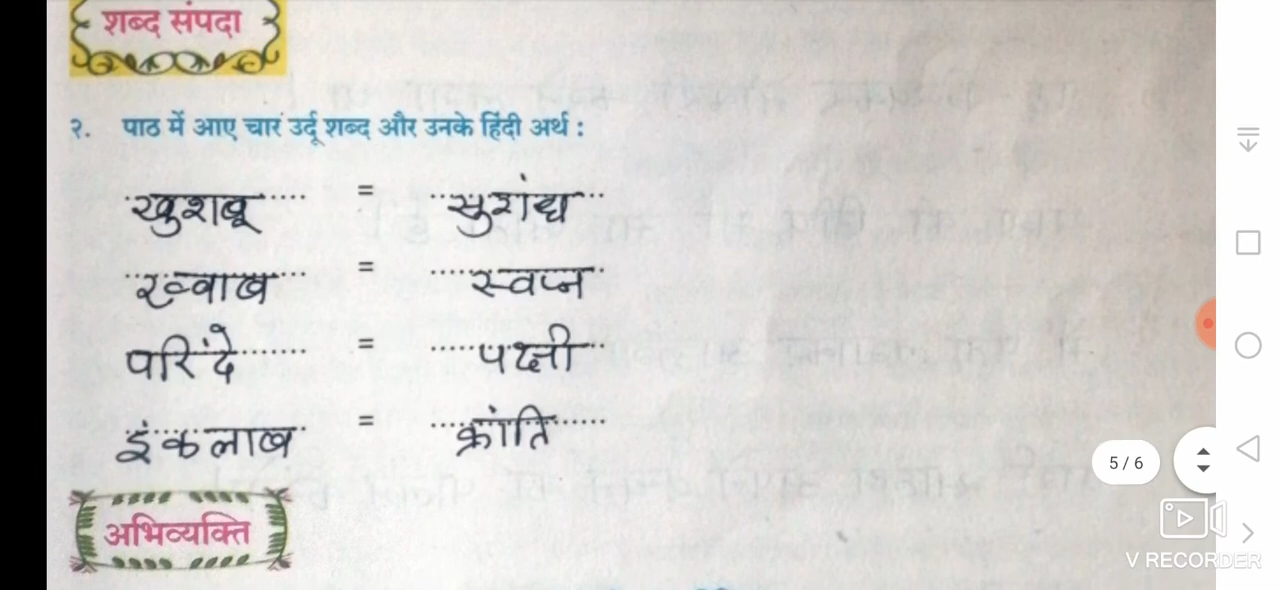 शब्द संपदा
२. पाठ में आए चार उर्दू शब्द और उनके हिंदी अर्थ :
खुशबू = सुगंध
ख्वाब = स्वप्न
परिंदे = पक्षी
इंकलाब = क्रांति
5 / 6
अभिव्यक्ति
V RECORDER